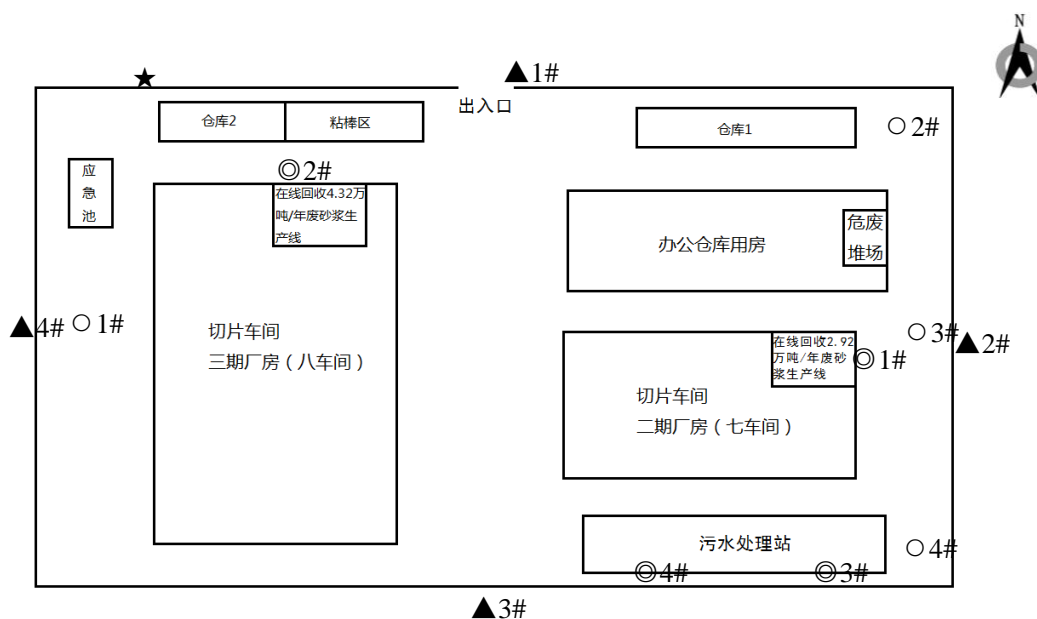 N
★
▲1#
出入口
仓库2
粘棒区
仓库1
○2#
应
急
池
◎2#
在线回收4.32万
吨/年废砂浆生
产线
办公仓库用房
危废
堆场
▲4#
○1#
切片车间
三期厂房（八车间）
○3#
▲2#
在线回收2.92
万吨/年废砂
浆生产线
◎1#
切片车间
二期厂房（七车间）
污水处理站
○4#
◎4#
◎3#
▲3#